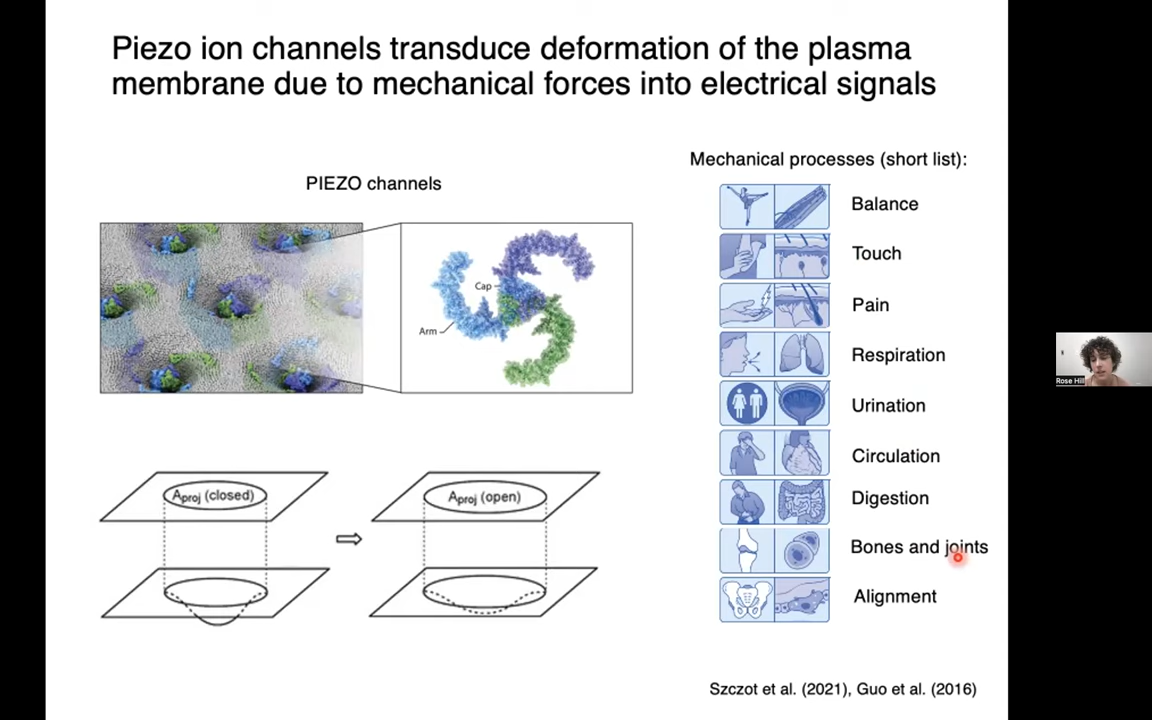 Piezo ion channels transduce deformation of the plasma
membrane due to mechanical forces into electrical signals
PIEZO channels
Cap
Arm
Aproj (closed)
Aproj (open)
Mechanical processes (short list):
Balance
Touch
Pain
Respiration
Urination
Circulation
Digestion
Bones and joints
Alignment
Szczot et al. (2021), Guo et al. (2016)
Rose Hill